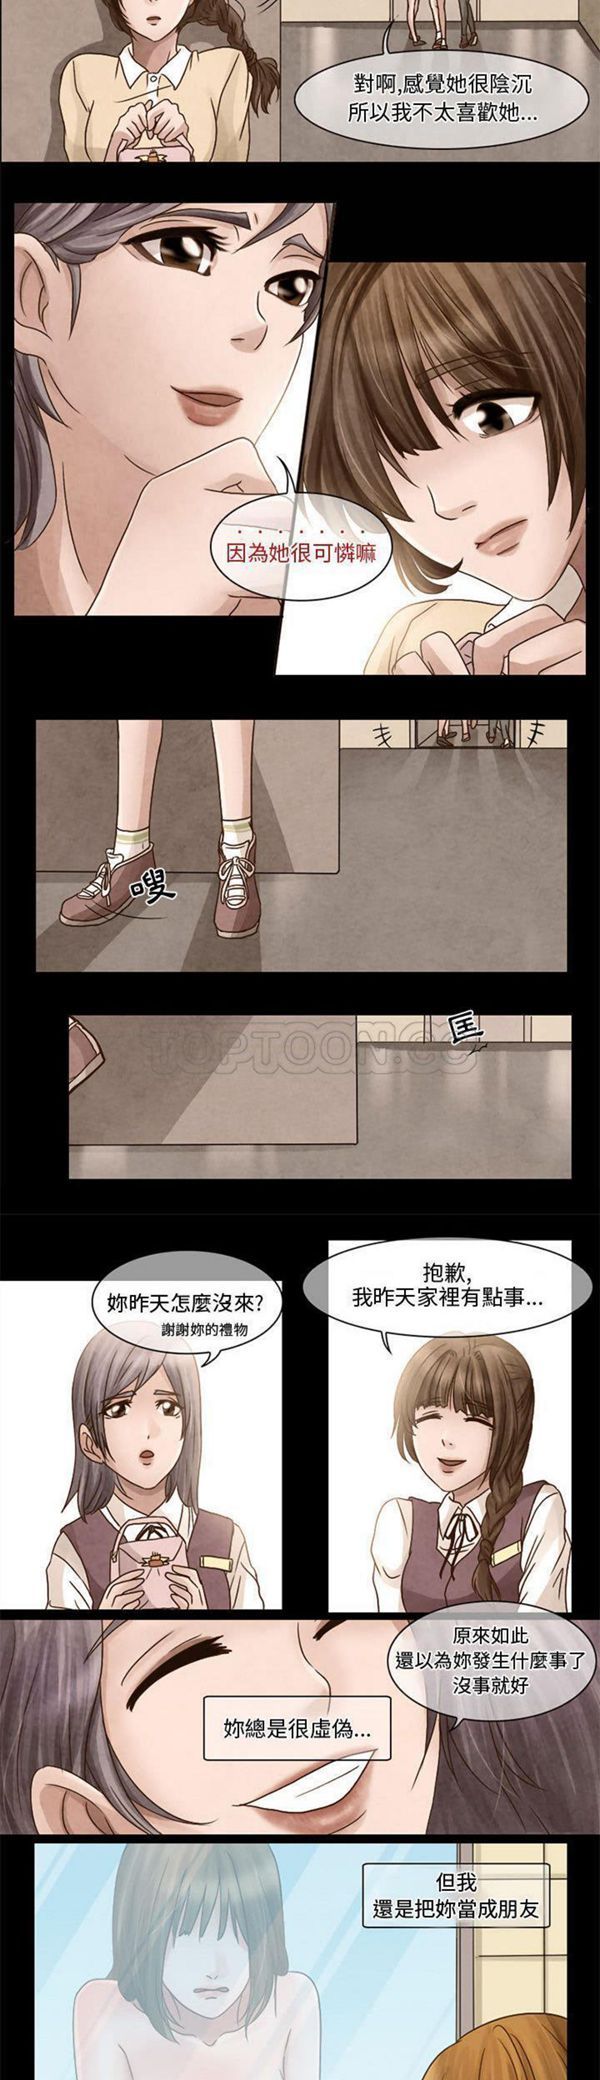 對啊,感覺她很陰沉
所以我不太喜歡她...
因為她很可憐嘛
嗖
匡
TOPTOON.CC
抱歉,
我昨天家裡有點事...
妳昨天怎麼沒來?
謝謝妳的禮物
原來如此
還以為妳發生什麼事了
沒事就好
妳總是很虛偽...
但我
還是把妳當成朋友